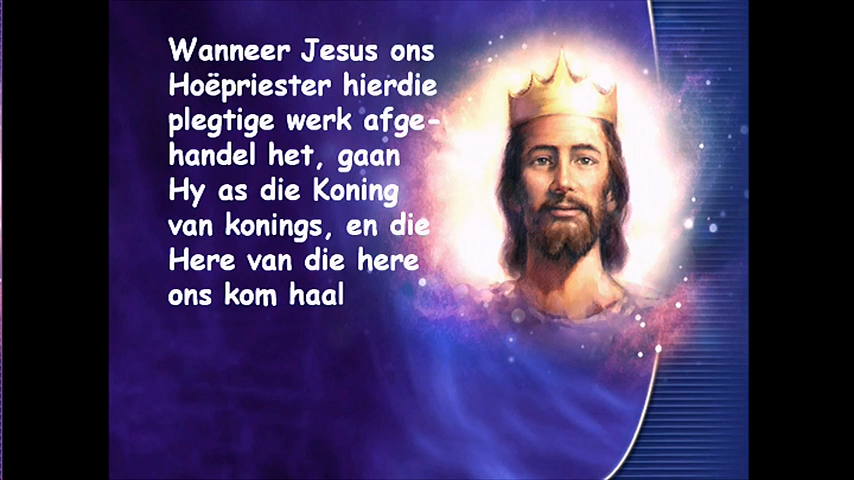 Wanneer Jesus ons
Hoëpriester hierdie
plegtige werk afge-
handel het, gaan
Hy as die Koning
van konings, en die
Here van die here
ons kom haal